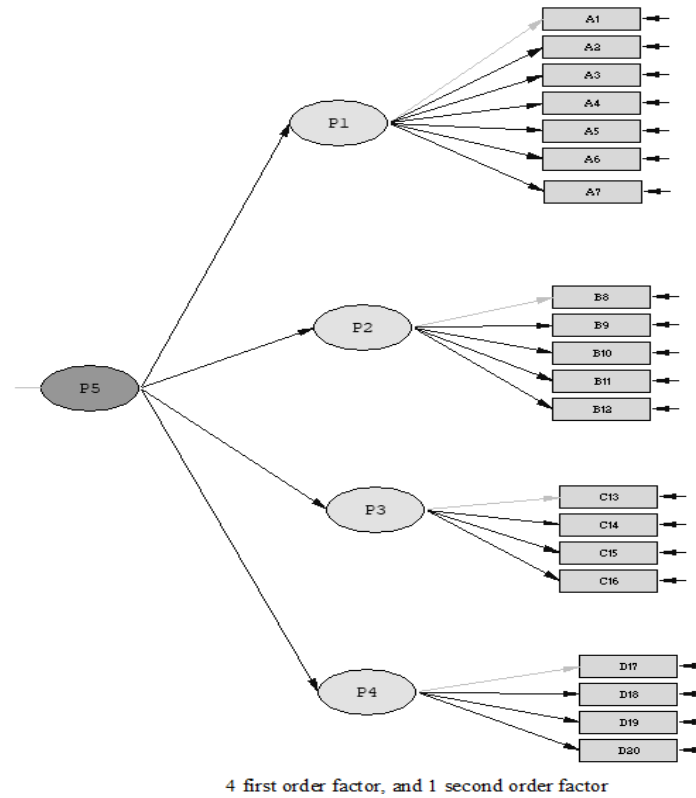 A1
A2
A3
A4
A5
A6
A7
P1
B8
B9
B10
B11
B12
P2
P5
C13
C14
C15
C16
P3
D17
D18
D19
D20
P4
4 first order factor, and 1 second order factor